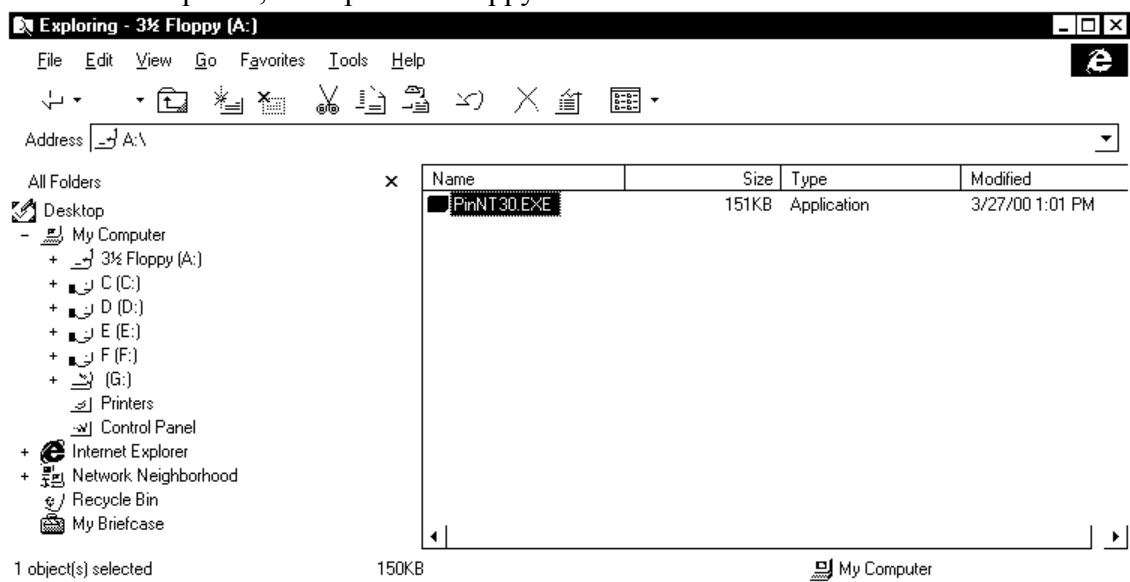 Exploring - 3½ Floppy (A:)
File Edit View Go Favorites Tools Help
Address A:\
All Folders x
Name Size Type Modified
PinNT30.EXE 151KB Application 3/27/00 1:01 PM
Desktop
My Computer
3½ Floppy (A:)
C (C:)
D (D:)
E (E:)
F (F:)
(G:)
Printers
Control Panel
Internet Explorer
Network Neighborhood
Recycle Bin
My Briefcase
1 object(s) selected 150KB My Computer